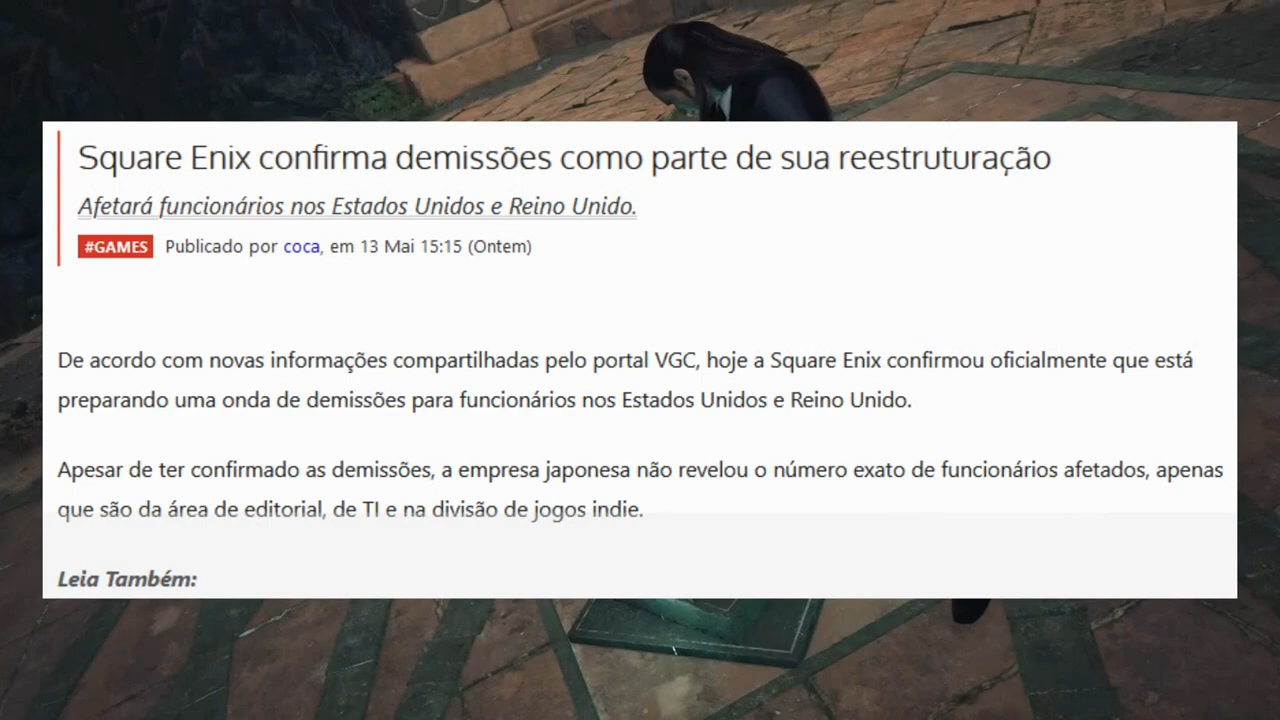 Square Enix confirma demissões como parte de sua reestruturação
Afetará funcionários nos Estados Unidos e Reino Unido.
#GAMES Publicado por coca, em 13 Mai 15:15 (Ontem)
De acordo com novas informações compartilhadas pelo portal VGC, hoje a Square Enix confirmou oficialmente que está
preparando uma onda de demissões para funcionários nos Estados Unidos e Reino Unido.
Apesar de ter confirmado as demissões, a empresa japonesa não revelou o número exato de funcionários afetados, apenas
que são da área de editorial, de TI e na divisão de jogos indie.
Leia Também: